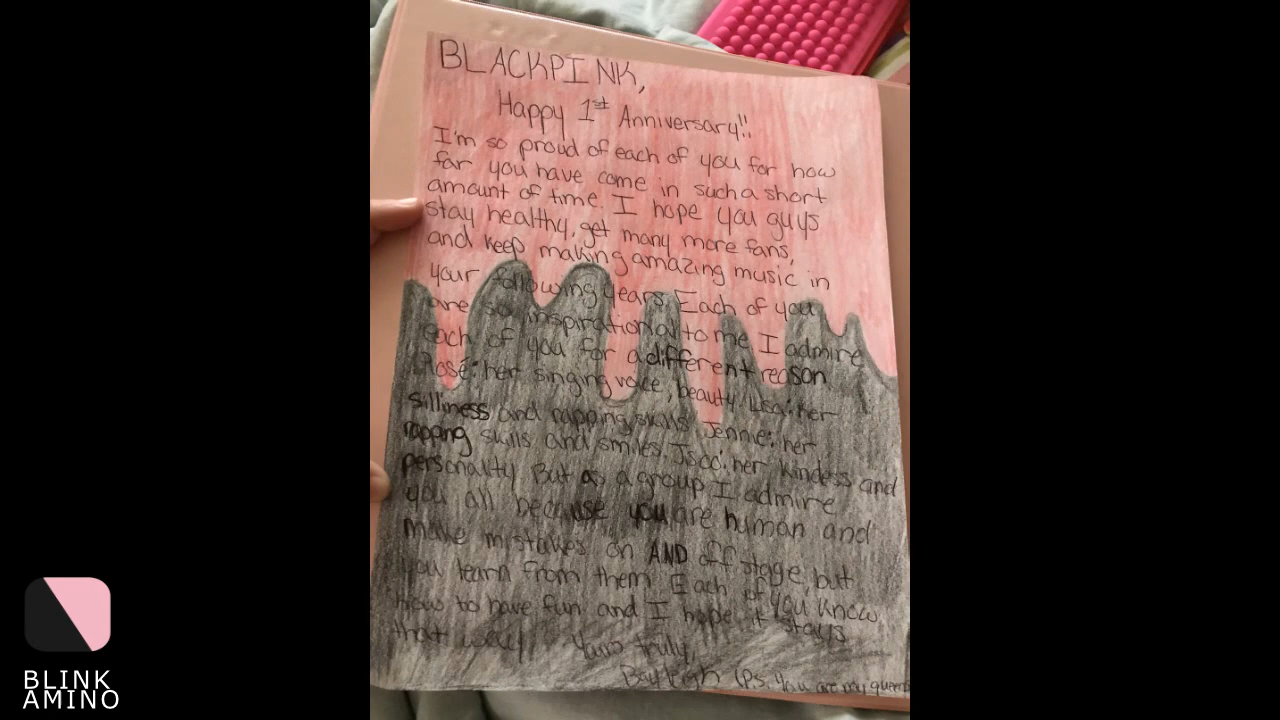 BLACKPINK,
Happy 1st Anniversary!!
I'm so proud of each of you for how
far you have come in such a short
amount of time. I hope you guys
stay healthy, get many more fans,
and keep making amazing music in
your following years. Each of you
are so inspirational to me. I admire
each of you for a different reason
Rosé: her singing voice, beauty. Lisa: her
silliness and rapping skills. Jennie: her
rapping skills and smiles. Jsoo: her kindess and
personality. But as a group I admire
you all because you are human and
make mistakes on AND off stage, but
you learn from them. Each of you know
how to have fun and I hope it stays
that way! Yours truly,
Bayleigh (Ps. You are my queens
BLINK
AMINO